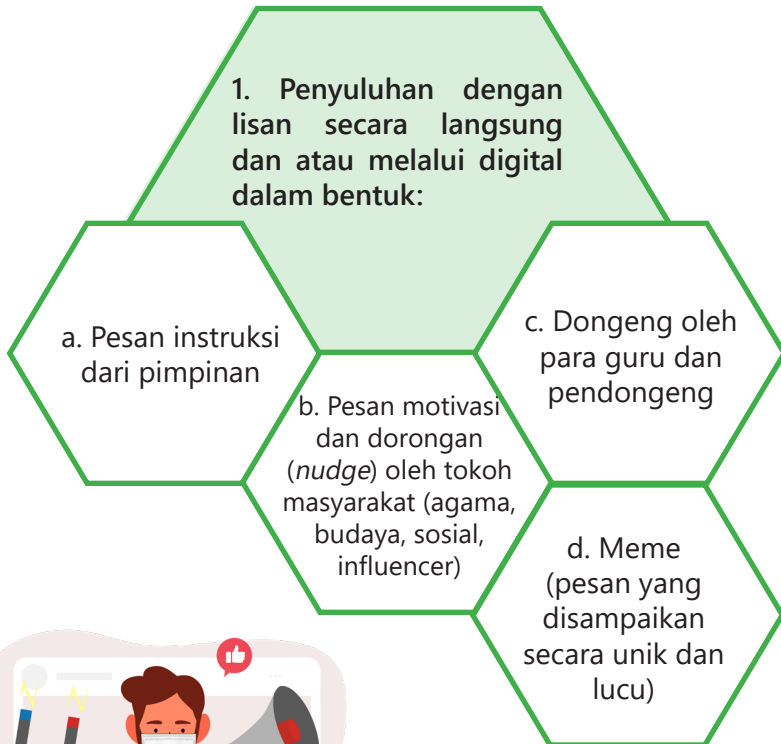 1. Penyuluhan dengan
lisan secara langsung
dan atau melalui digital
dalam bentuk:
a. Pesan instruksi
dari pimpinan
b. Pesan motivasi
dan dorongan
(nudge) oleh tokoh
masyarakat (agama,
budaya, sosial,
influencer)
c. Dongeng oleh
para guru dan
pendongeng
d. Meme
(pesan yang
disampaikan
secara unik dan
lucu)